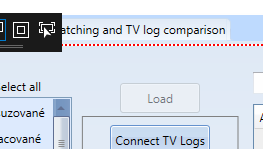 atching and TV log comparison
elect all
Load
uzované
Connect TV Logs
acované